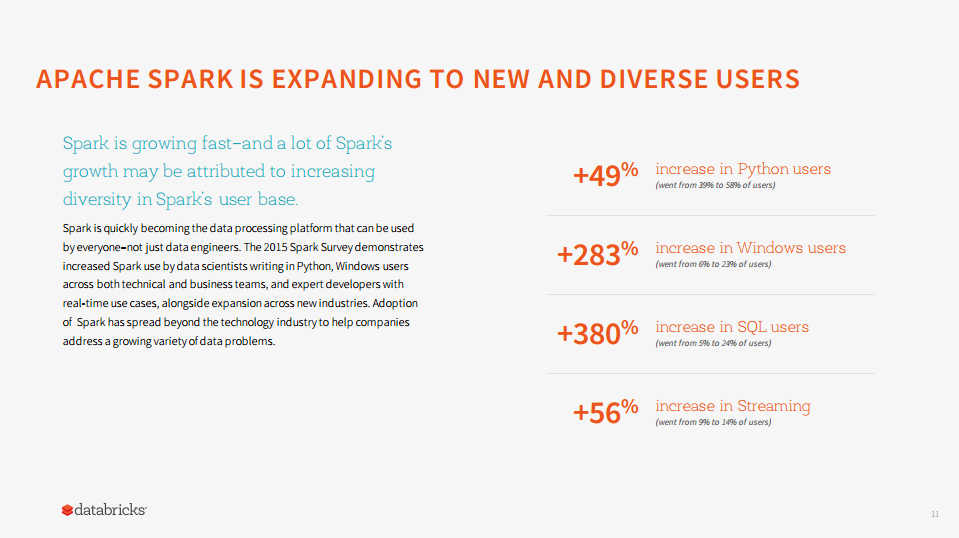 APACHE SPARK IS EXPANDING TO NEW AND DIVERSE USERS
Spark is growing fast–and a lot of Spark's
growth may be attributed to increasing
diversity in Spark's user base.
Spark is quickly becoming the data processing platform that can be used
by everyone–not just data engineers. The 2015 Spark Survey demonstrates
increased Spark use by data scientists writing in Python, Windows users
across both technical and business teams, and expert developers with
real-time use cases, alongside expansion across new industries. Adoption
of Spark has spread beyond the technology industry to help companies
address a growing variety of data problems.
+49% increase in Python users
(went from 39% to 58% of users)
+283% increase in Windows users
(went from 6% to 23% of users)
+380% increase in SQL users
(went from 5% to 24% of users)
+56% increase in Streaming
(went from 9% to 14% of users)
databricks
11